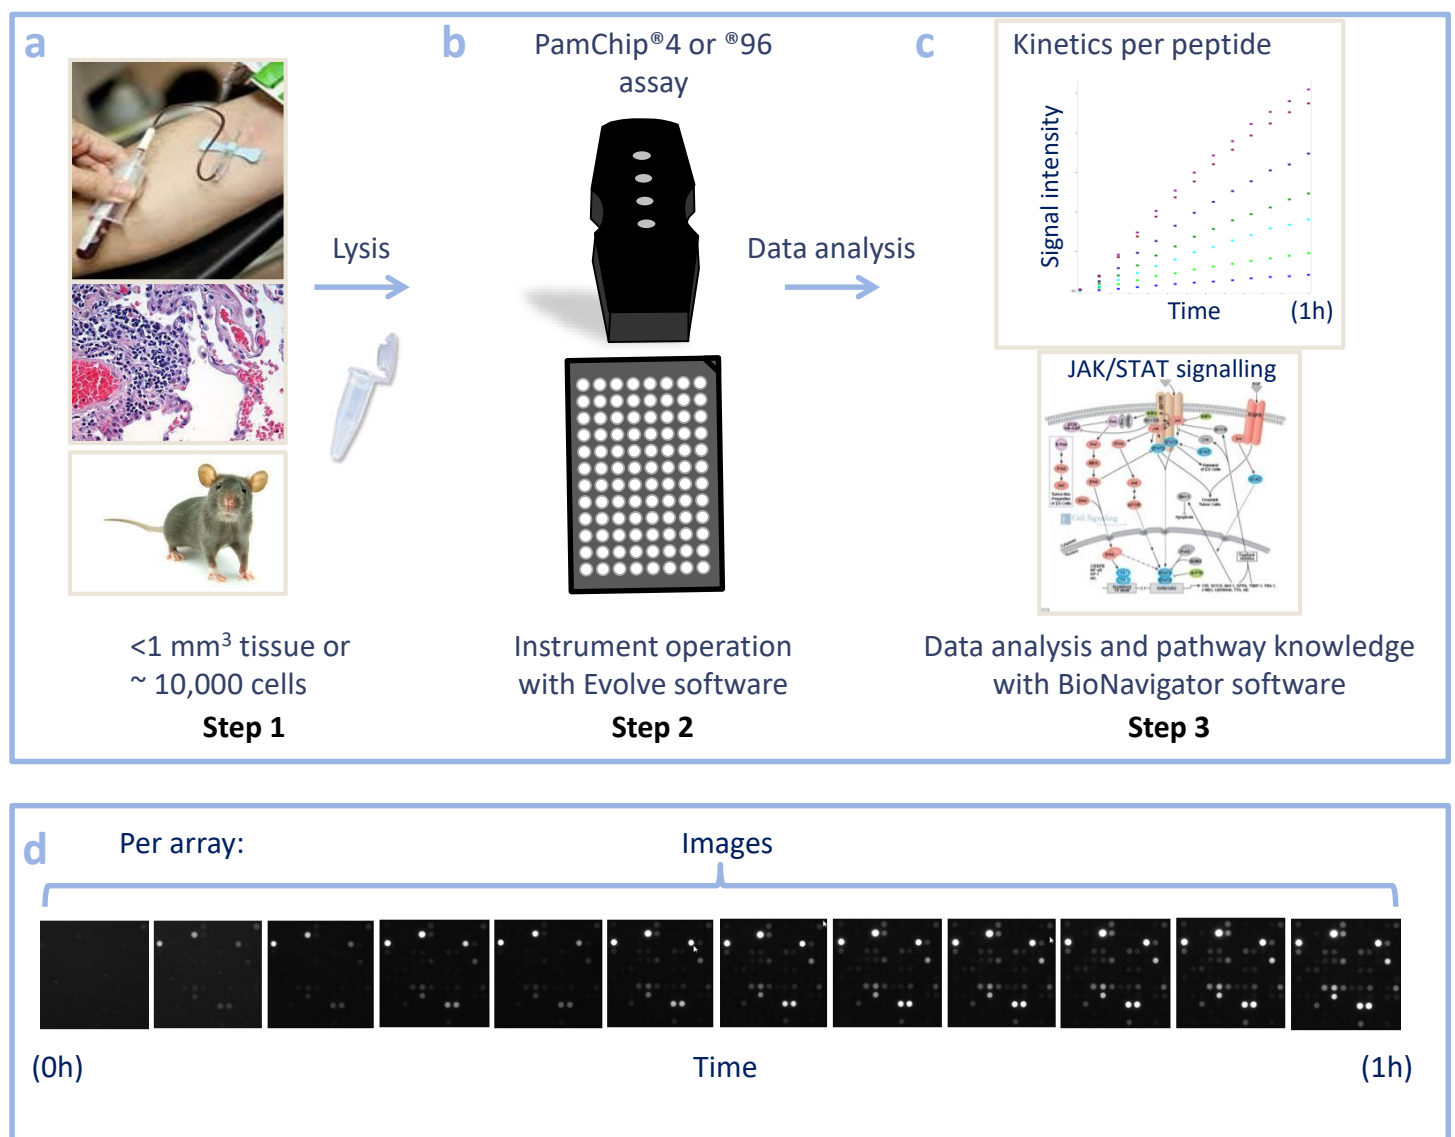 a
b
c
PamChip®4 or ®96
assay
Kinetics per peptide
Signal intensity
Time
(1h)
Lysis
Data analysis
JAK/STAT signalling
Cell Signaling
<1 mm³ tissue or
~ 10,000 cells
Step 1
Instrument operation
with Evolve software
Step 2
Data analysis and pathway knowledge
with BioNavigator software
Step 3
d
Per array:
Images
(0h)
Time
(1h)